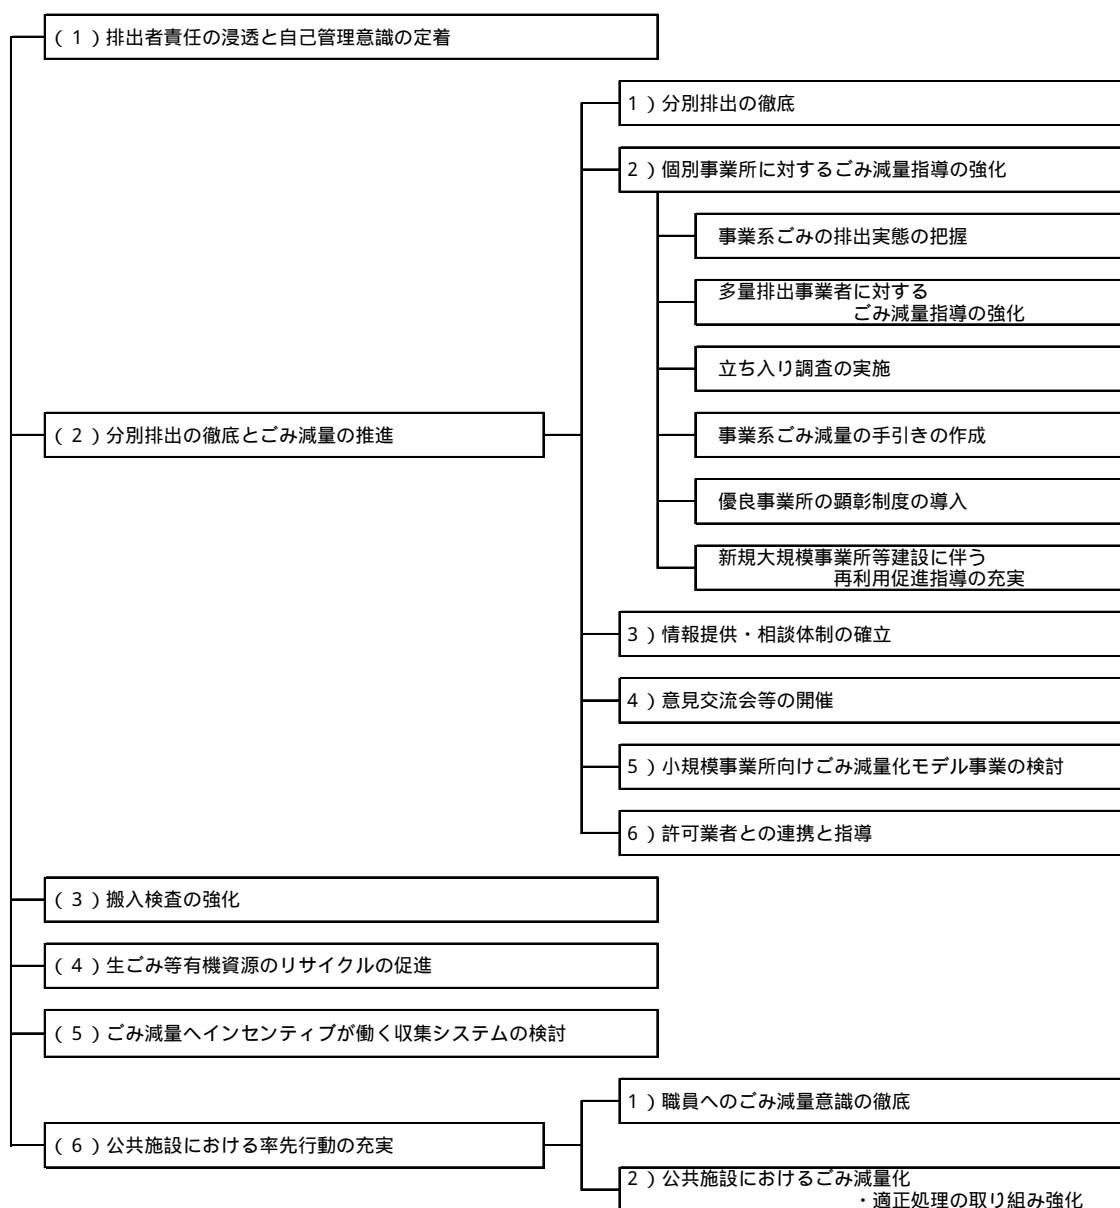 (1)排出者責任の浸透と自己管理意識の定着
1)分別排出の徹底
2)個別事業所に対するごみ減量指導の強化
事業系ごみの排出実態の把握
多量排出事業者に対する
ごみ減量指導の強化
立ち入り調査の実施
(2)分別排出の徹底とごみ減量の推進
事業系ごみ減量の手引きの作成
優良事業所の顕彰制度の導入
新規大規模事業所等建設に伴う
再利用促進指導の充実
3)情報提供・相談体制の確立
4)意見交流会等の開催
5)小規模事業所向けごみ減量化モデル事業の検討
6)許可業者との連携と指導
(3)搬入検査の強化
(4)生ごみ等有機資源のリサイクルの促進
(5)ごみ減量へインセンティブが働く収集システムの検討
1)職員へのごみ減量意識の徹底
(6)公共施設における率先行動の充実
2)公共施設におけるごみ減量化
・適正処理の取り組み強化